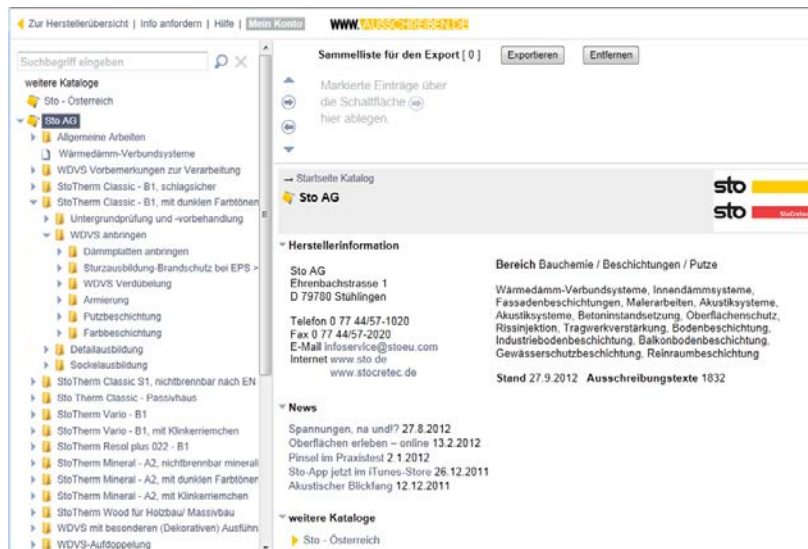 Zur Herstellerübersicht | Info anfordern | Hilfe | Mein Konto
WWW.AUSSCHREIBEN.DE
Suchbegriff eingeben
weitere Kataloge
Sto - Österreich
Sto AG
Allgemeine Arbeiten
Wärmedämm-Verbundsysteme
WDVS Vorbemerkungen zur Verarbeitung
StoTherm Classic - B1, schlagsicher
StoTherm Classic - B1, mit dunklen Farbtönen
Untergrundprüfung und -vorbehandlung
WDVS anbringen
Dämmplatten anbringen
Sturzausbildung-Brandschutz bei EPS >
WDVS Verdübelung
Armierung
Putzbeschichtung
Farbbeschichtung
Detailausbildung
Sockelausbildung
StoTherm Classic S1, nichtbrennbar nach EN
Sto Therm Classic - Passivhaus
StoTherm Vario - B1
StoTherm Vario - B1, mit Klinkerriemchen
StoTherm Resol plus 022 - B1
StoTherm Mineral - A2, nichtbrennbar minerali
StoTherm Mineral - A2, mit dunklen Farbtöner
StoTherm Mineral - A2, mit Klinkerriemchen
StoTherm Wood für Holzbau/ Massivbau
WDVS mit besonderen (Dekorativen) Ausführn
WDVS-Aufdoppelung
Sammelliste für den Export [ 0 ] Exportieren Entfernen
Markierte Einträge über
die Schaltfläche
hier ablegen.
Startseite Katalog
Sto AG
sto
sto StoCretec
Herstellerinformation
Sto AG
Ehrenbachstrasse 1
D 79780 Stühlingen
Telefon 0 77 44/57-1020
Fax 0 77 44/57-2020
E-Mail infoservice@stoeu.com
Internet www.sto.de
www.stocretec.de
Bereich Bauchemie / Beschichtungen / Putze
Wärmedämm-Verbundsysteme, Innendämmsysteme,
Fassadenbeschichtungen, Malerarbeiten, Akustiksysteme,
Akustiksysteme, Betoninstandsetzung, Oberflächenschutz,
Rissinjektion, Tragwerkverstärkung, Bodenbeschichtung,
Industriebodenbeschichtung, Balkonbodenbeschichtung,
Gewässerschutzbeschichtung, Reinraumbeschichtung
Stand 27.9.2012 Ausschreibungstexte 1832
News
Spannungen, na und!? 27.8.2012
Oberflächen erleben – online 13.2.2012
Pinsel im Praxistest 2.1.2012
Sto-App jetzt im iTunes-Store 26.12.2011
Akustischer Blickfang 12.12.2011
weitere Kataloge
Sto - Österreich